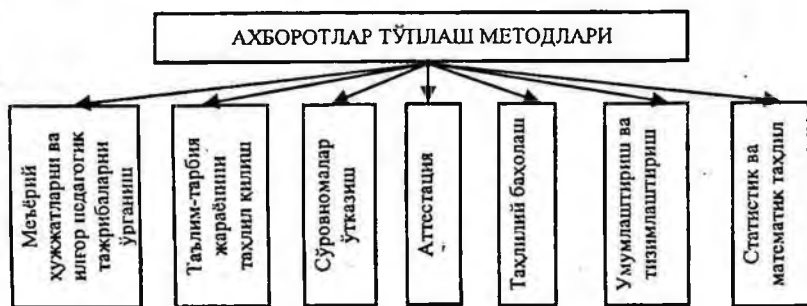 АХБОРОТЛАР ТЎПЛАШ МЕТОДЛАРИ
Меъёрий
ҳужжатларни ва
илғор педагогик
тажрибаларни
ўрганиш
Таълим-тарбия
жараёнини
таҳлил қилиш
Сўровномалар
ўтказиш
Аттестация
Таҳлилий баҳолаш
Умумлаштириш ва
тизимлаштириш
Статистик ва
математик таҳлил